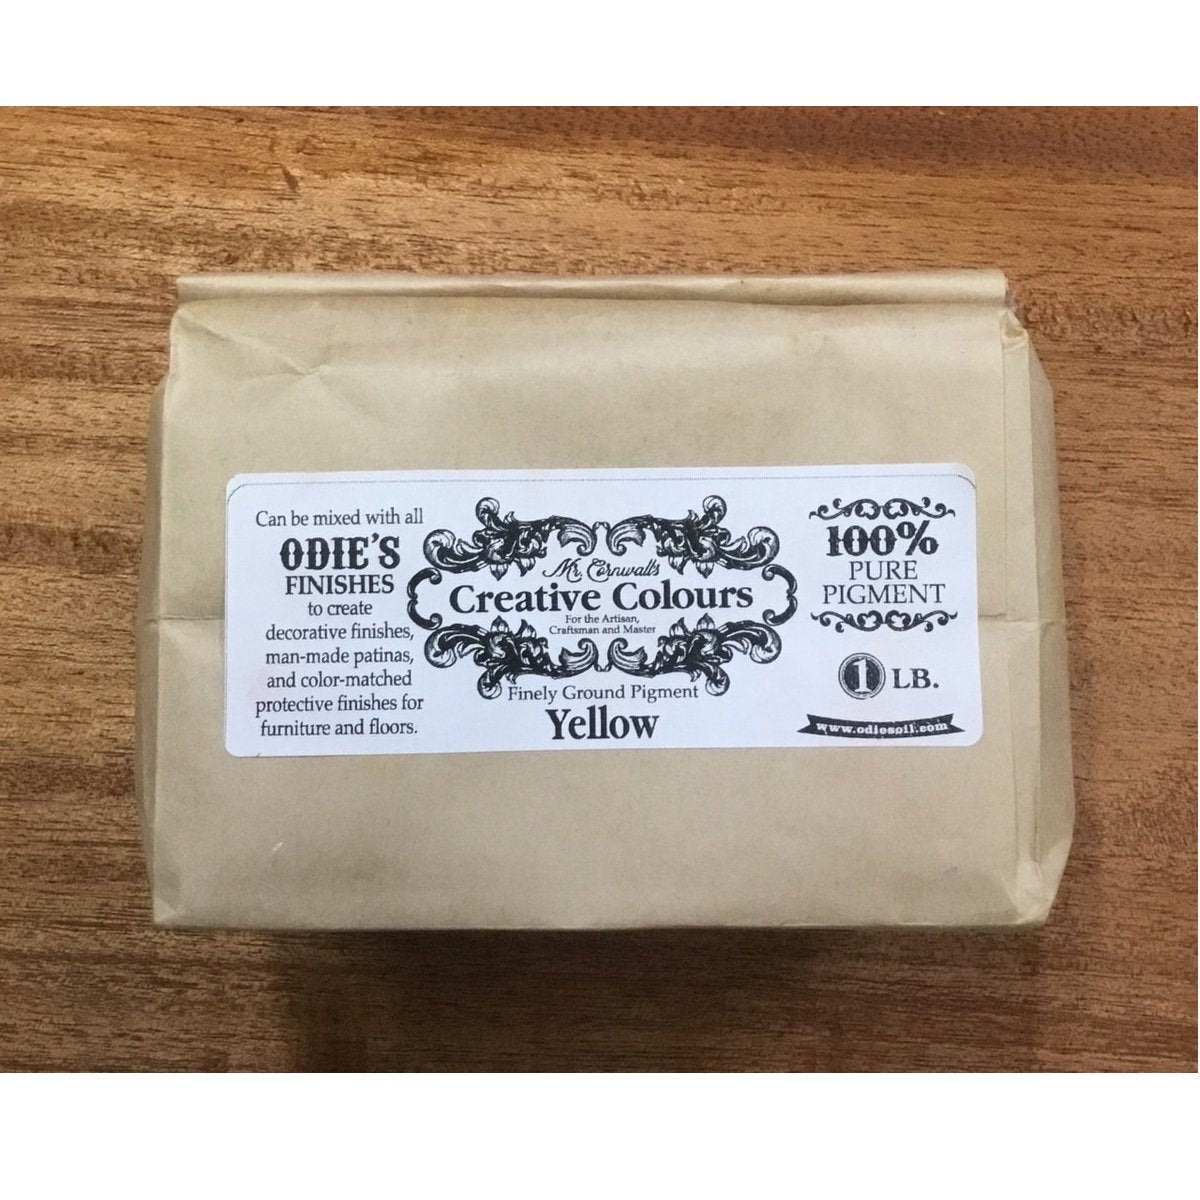 Can be mixed with all
ODIE'S
FINISHES
to create
decorative finishes,
man-made patinas,
and color-matched
protective finishes for
furniture and floors.
Mr. Cornwall's
Creative Colours
For the Artisan,
Craftsman and Master
Finely Ground Pigment
Yellow
100%
PURE
PIGMENT
1 LB.
www.odiesoil.com